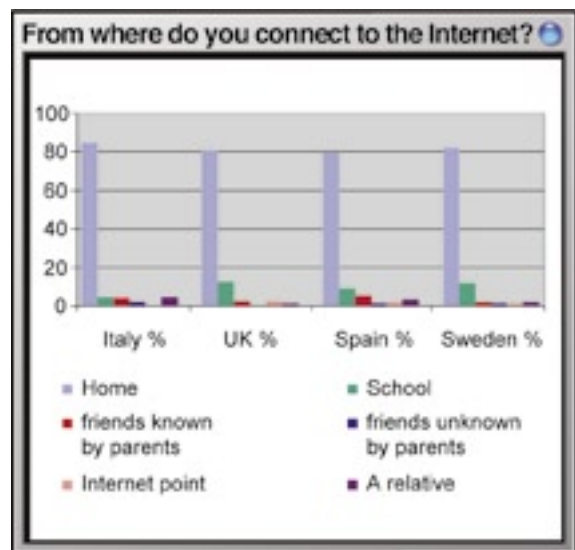 From where do you connect to the Internet?
100
80
60
40
20
0
Italy %
UK %
Spain %
Sweden %
Home
School
friends known
by parents
friends unknown
by parents
Internet point
A relative